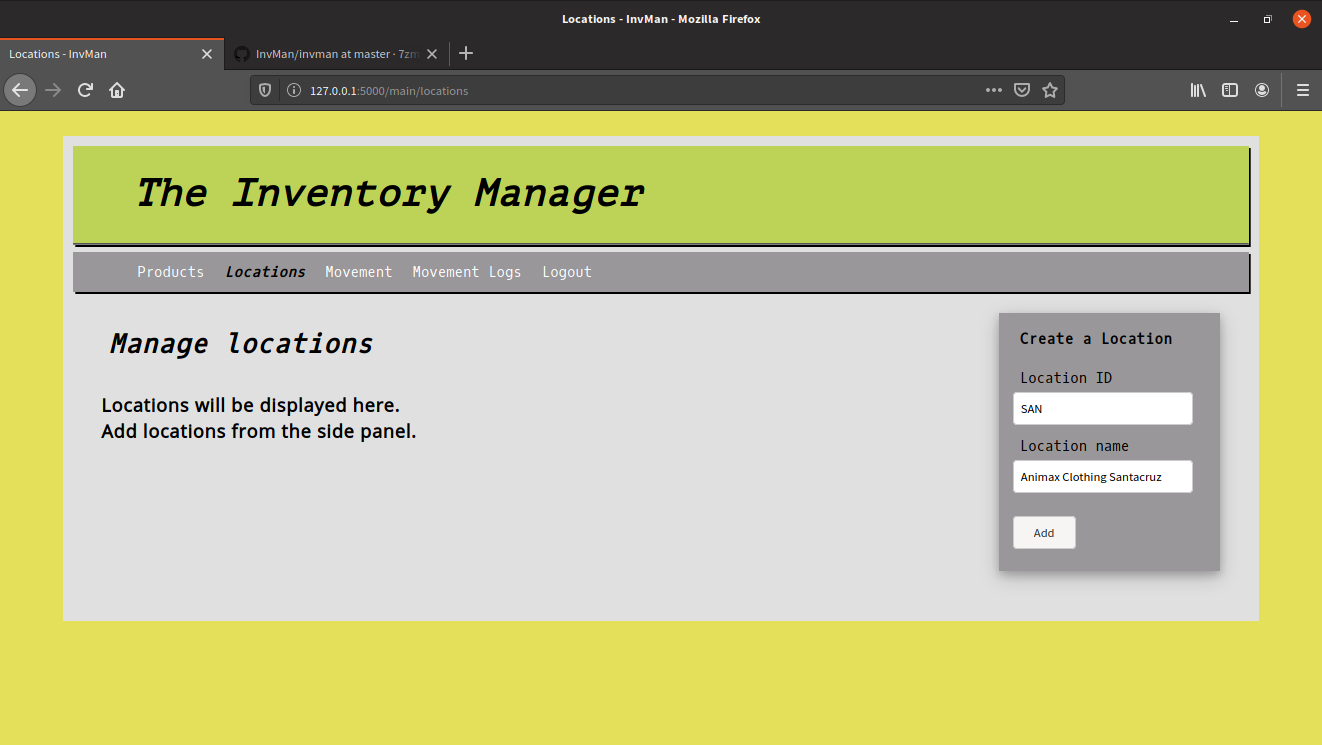 Locations - InvMan - Mozilla Firefox
Locations - InvMan
InvMan/invman at master · 7zm
127.0.0.1:5000/main/locations
The Inventory Manager
Products Locations Movement Movement Logs Logout
Manage locations
Locations will be displayed here.
Add locations from the side panel.
Create a Location
Location ID
SAN
Location name
Animax Clothing Santacruz
Add